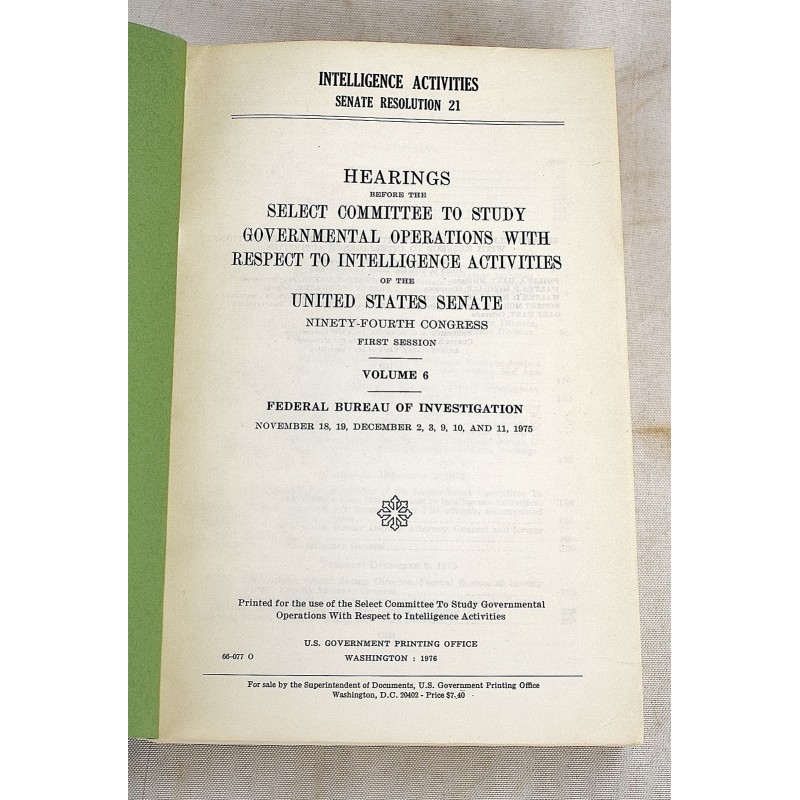 INTELLIGENCE ACTIVITIES
SENATE RESOLUTION 21
HEARINGS
BEFORE THE
SELECT COMMITTEE TO STUDY
GOVERNMENTAL OPERATIONS WITH
RESPECT TO INTELLIGENCE ACTIVITIES
OF THE
UNITED STATES SENATE
NINETY-FOURTH CONGRESS
FIRST SESSION
VOLUME 6
FEDERAL BUREAU OF INVESTIGATION
NOVEMBER 18, 19, DECEMBER 2, 3, 9, 10, AND 11, 1975
Printed for the use of the Select Committee To Study Governmental
Operations With Respect to Intelligence Activities
U.S. GOVERNMENT PRINTING OFFICE
66-077 O WASHINGTON : 1976
For sale by the Superintendent of Documents, U.S. Government Printing Office
Washington, D.C. 20402 - Price $7.40